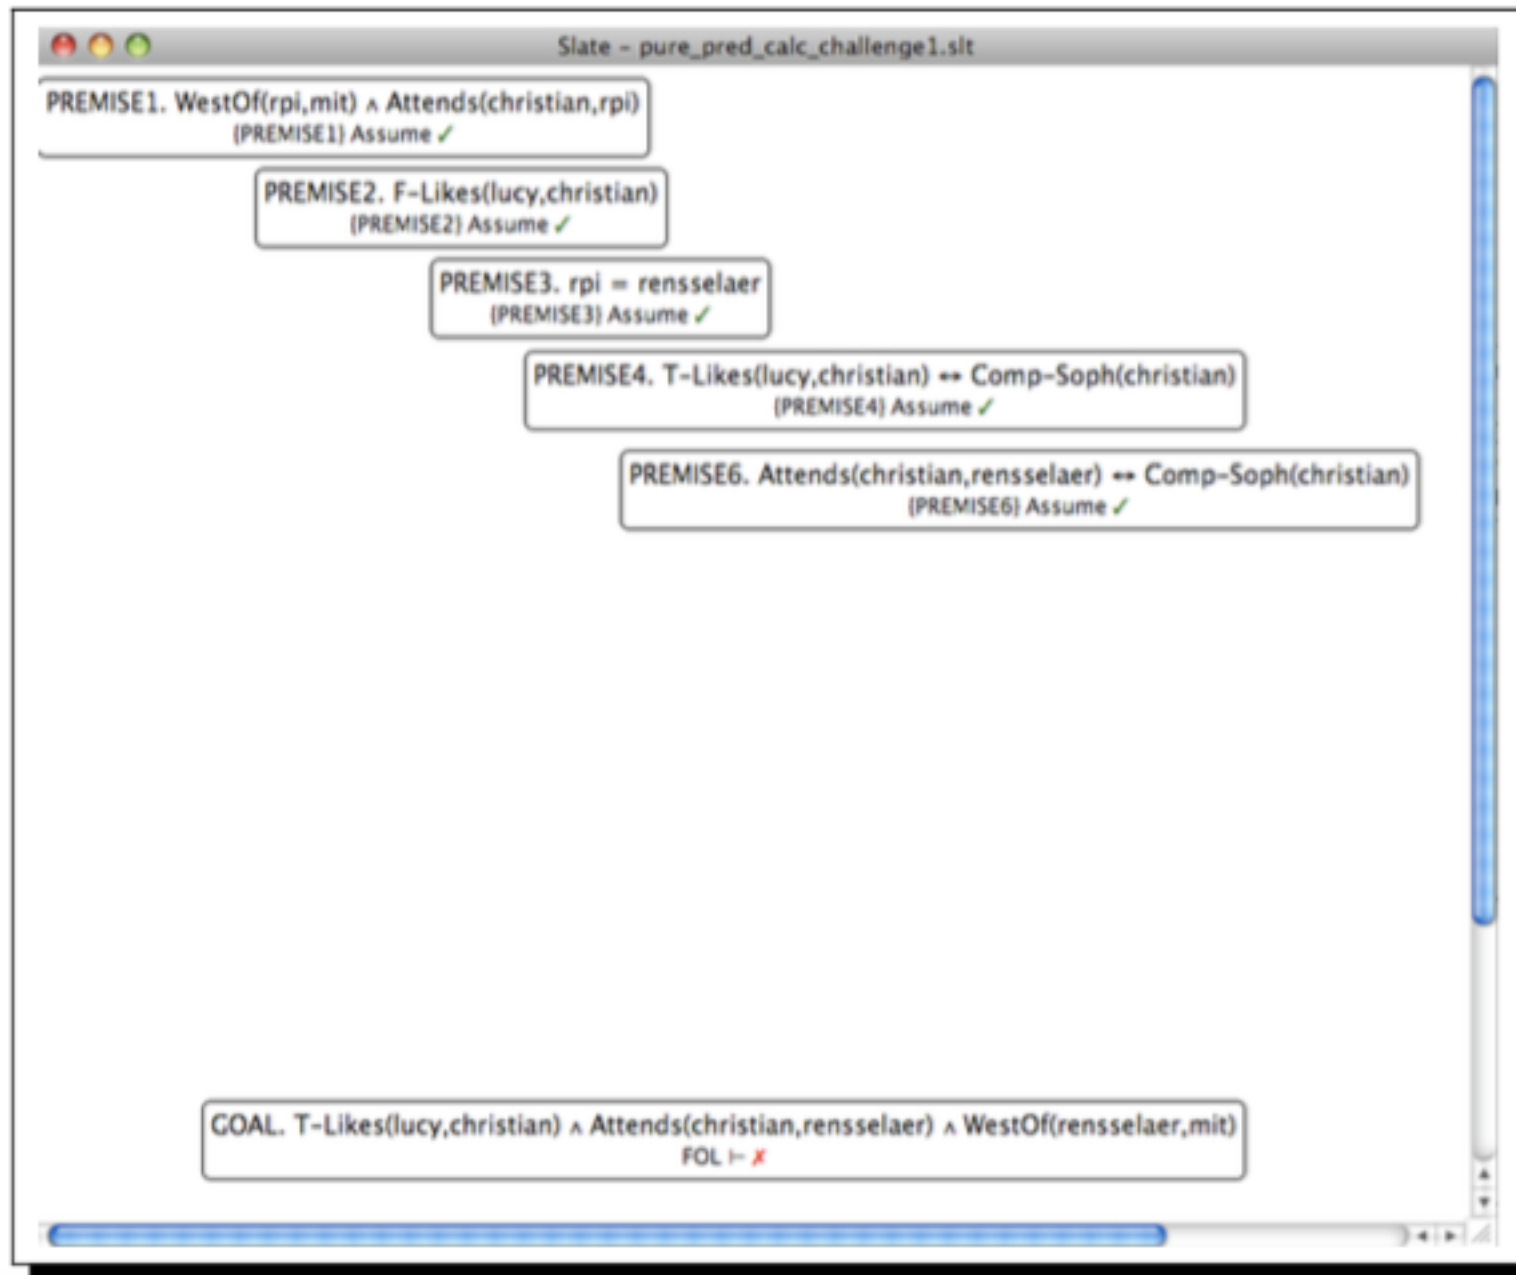 Slate - pure_pred_calc_challenge1.slt
PREMISE1. WestOf(rpi,mit) ∧ Attends(christian,rpi)
{PREMISE1} Assume ✓
PREMISE2. F-Likes(lucy,christian)
{PREMISE2} Assume ✓
PREMISE3. rpi = rensselaer
{PREMISE3} Assume ✓
PREMISE4. T-Likes(lucy,christian) ↔ Comp-Soph(christian)
{PREMISE4} Assume ✓
PREMISE6. Attends(christian,rensselaer) ↔ Comp-Soph(christian)
{PREMISE6} Assume ✓
GOAL. T-Likes(lucy,christian) ∧ Attends(christian,rensselaer) ∧ WestOf(rensselaer,mit)
FOL ⊢ ✗